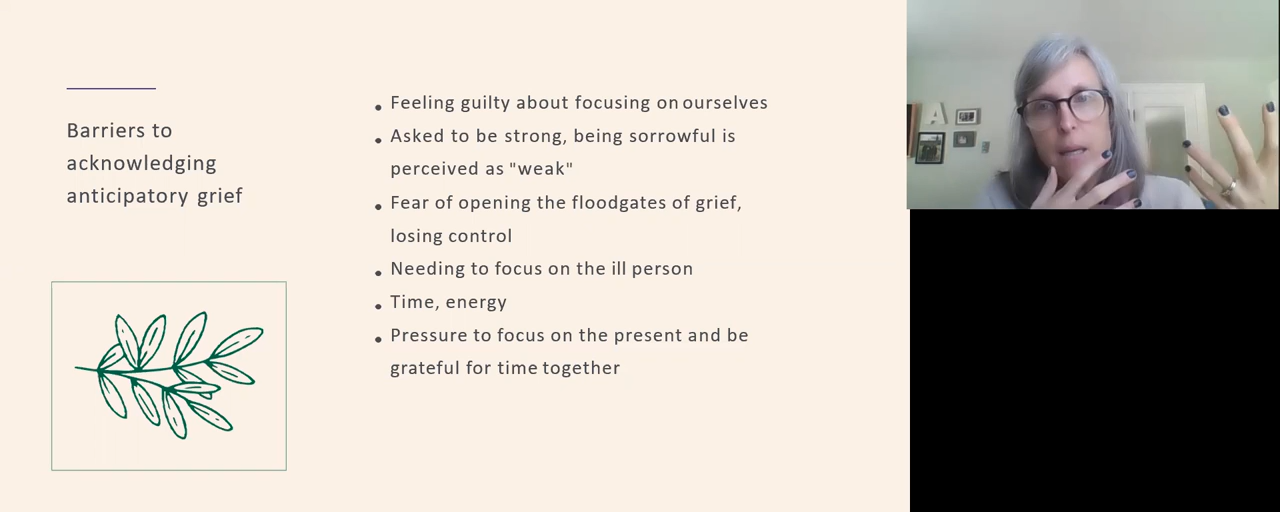 Barriers to
acknowledging
anticipatory grief
Feeling guilty about focusing on ourselves
Asked to be strong, being sorrowful is
perceived as "weak"
Fear of opening the floodgates of grief,
losing control
Needing to focus on the ill person
Time, energy
Pressure to focus on the present and be
grateful for time together
A